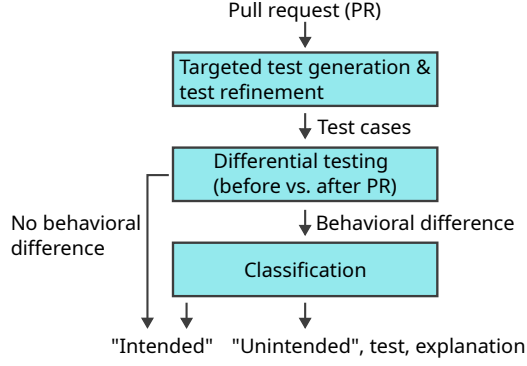 Pull request (PR)
Targeted test generation &
test refinement
Test cases
Differential testing
(before vs. after PR)
No behavioral
difference
Behavioral difference
Classification
"Intended"
"Unintended", test, explanation